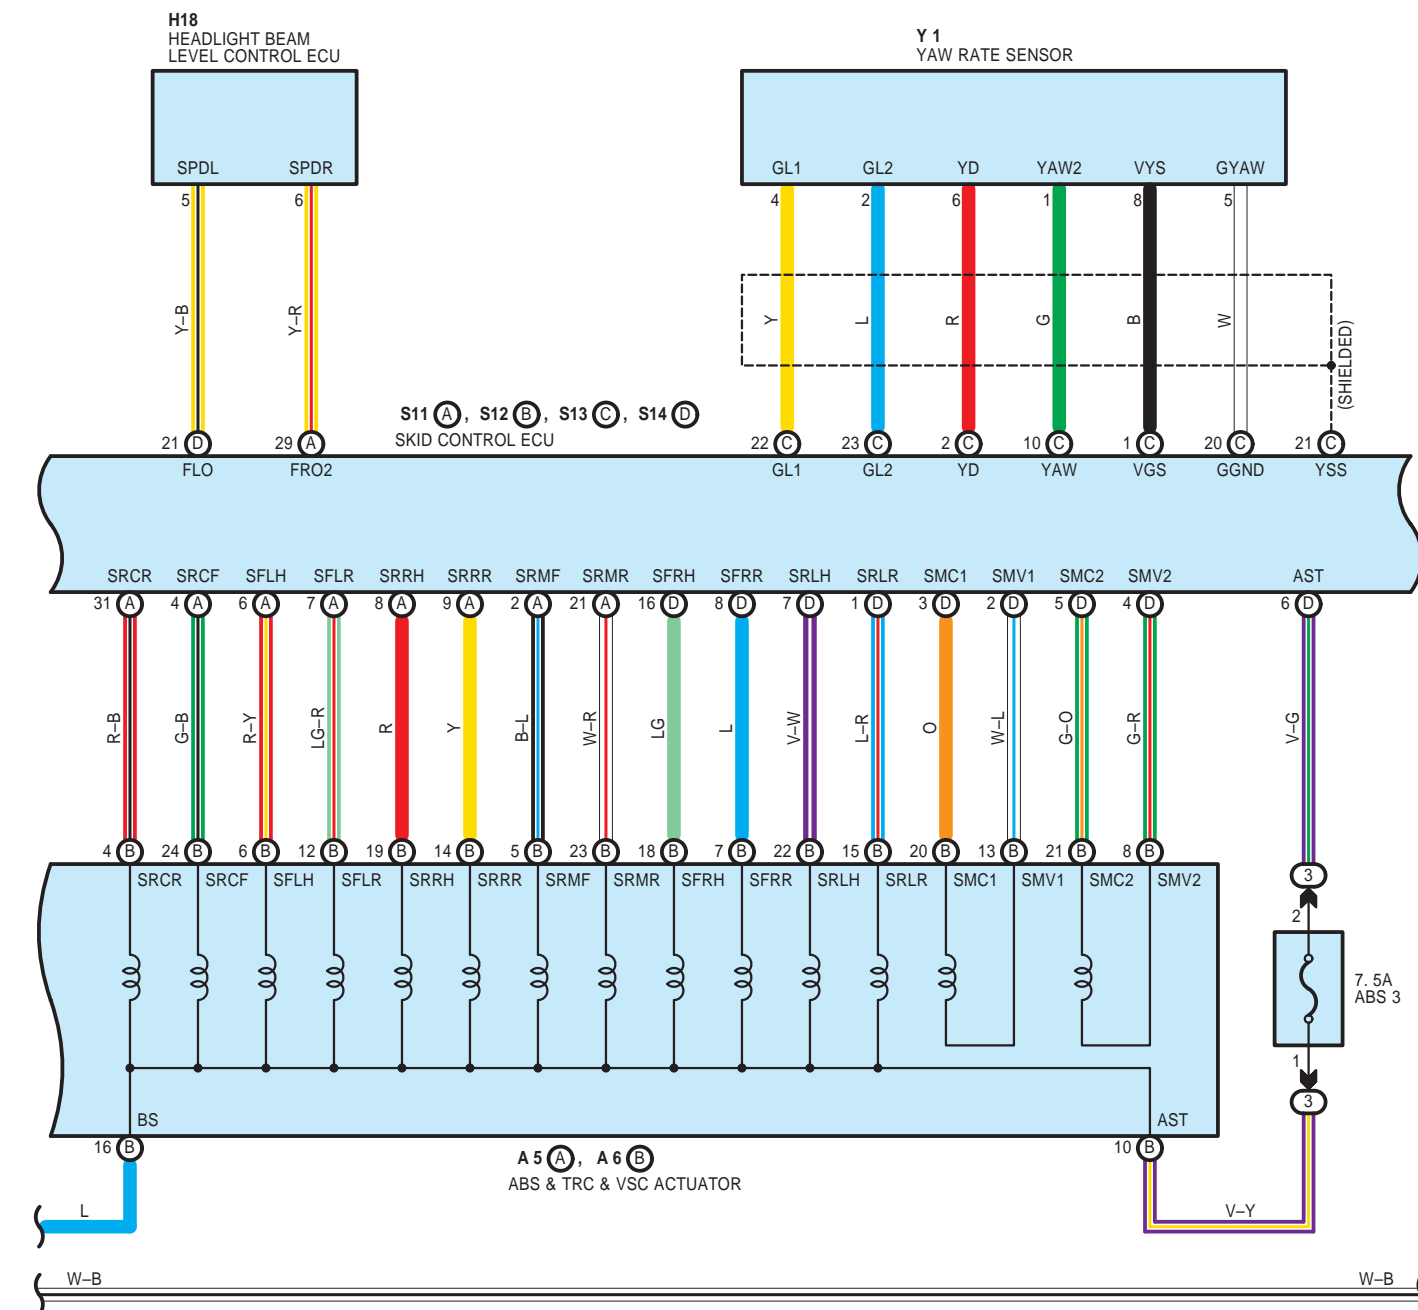 H18
HEADLIGHT BEAM
LEVEL CONTROL ECU
Y 1
YAW RATE SENSOR
SPDL SPDR
GL1 GL2 YD YAW2 VYS GYAW
5 6
4 2 6 1 8 5
Y–B Y–R
Y L R G B W
(SHIELDED)
S11 A , S12 B , S13 C , S14 D
SKID CONTROL ECU
21 D 29 A
22 C 23 C 2 C 10 C 1 C 20 C 21 C
FLO FRO2
GL1 GL2 YD YAW VGS GGND YSS
SRCR SRCF SFLH SFLR SRRH SRRR SRMF SRMR SFRH SFRR SRLH SRLR SMC1 SMV1 SMC2 SMV2 AST
31 A 4 A 6 A 7 A 8 A 9 A 2 A 21 A 16 D 8 D 7 D 1 D 3 D 2 D 5 D 4 D 6 D
R–B G–B R–Y LG–R R Y B–L W–R LG L V–W L–R O W–L G–O G–R V–G
4 B 24 B 6 B 12 B 19 B 14 B 5 B 23 B 18 B 7 B 22 B 15 B 20 B 13 B 21 B 8 B
SRCR SRCF SFLH SFLR SRRH SRRR SRMF SRMR SFRH SFRR SRLH SRLR SMC1 SMV1 SMC2 SMV2
3
2
7. 5A
ABS 3
1
3
BS AST
16 B 10 B
A 5 A , A 6 B
ABS & TRC & VSC ACTUATOR
L V–Y
W–B W–B